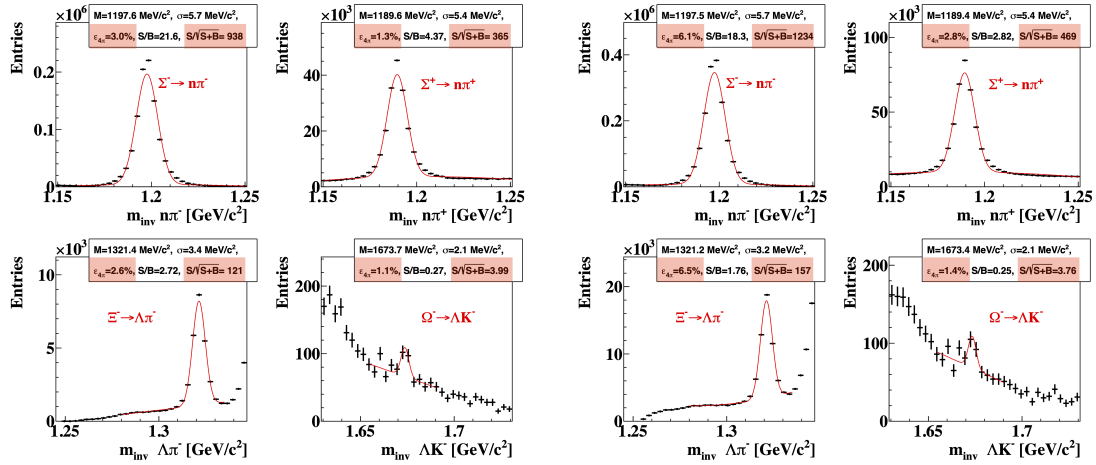 M=1197.6 MeV/c², σ=5.7 MeV/c²,
ε4π=3.0%, S/B=21.6, S/√S+B= 938
×10⁶
Entries
0.2
0.1
0
Σ⁻→nπ⁻
1.15 1.2 1.25
m_inv nπ⁻ [GeV/c²]
M=1189.6 MeV/c², σ=5.4 MeV/c²,
ε4π=1.3%, S/B=4.37, S/√S+B= 365
×10³
Entries
40
20
0
Σ⁺→nπ⁺
1.15 1.2 1.25
m_inv nπ⁺ [GeV/c²]
M=1197.5 MeV/c², σ=5.7 MeV/c²,
ε4π=6.1%, S/B=18.3, S/√S+B=1234
×10⁶
Entries
0.4
0.2
0
Σ⁻→nπ⁻
1.15 1.2 1.25
m_inv nπ⁻ [GeV/c²]
M=1189.4 MeV/c², σ=5.4 MeV/c²,
ε4π=2.8%, S/B=2.82, S/√S+B= 469
×10³
Entries
100
50
0
Σ⁺→nπ⁺
1.15 1.2 1.25
m_inv nπ⁺ [GeV/c²]
M=1321.4 MeV/c², σ=3.4 MeV/c²,
ε4π=2.6%, S/B=2.72, S/√S+B= 121
×10³
Entries
10
5
0
Ξ⁻→Λπ⁻
1.25 1.3
m_inv Λπ⁻ [GeV/c²]
M=1673.7 MeV/c², σ=2.1 MeV/c²,
ε4π=1.1%, S/B=0.27, S/√S+B=3.99
Entries
200
100
0
Ω⁻→ΛK⁻
1.65 1.7
m_inv ΛK⁻ [GeV/c²]
M=1321.2 MeV/c², σ=3.2 MeV/c²,
ε4π=6.5%, S/B=1.76, S/√S+B= 157
×10³
Entries
20
10
0
Ξ⁻→Λπ⁻
1.25 1.3
m_inv Λπ⁻ [GeV/c²]
M=1673.4 MeV/c², σ=2.1 MeV/c²,
ε4π=1.4%, S/B=0.25, S/√S+B=3.76
Entries
200
100
0
Ω⁻→ΛK⁻
1.65 1.7
m_inv ΛK⁻ [GeV/c²]